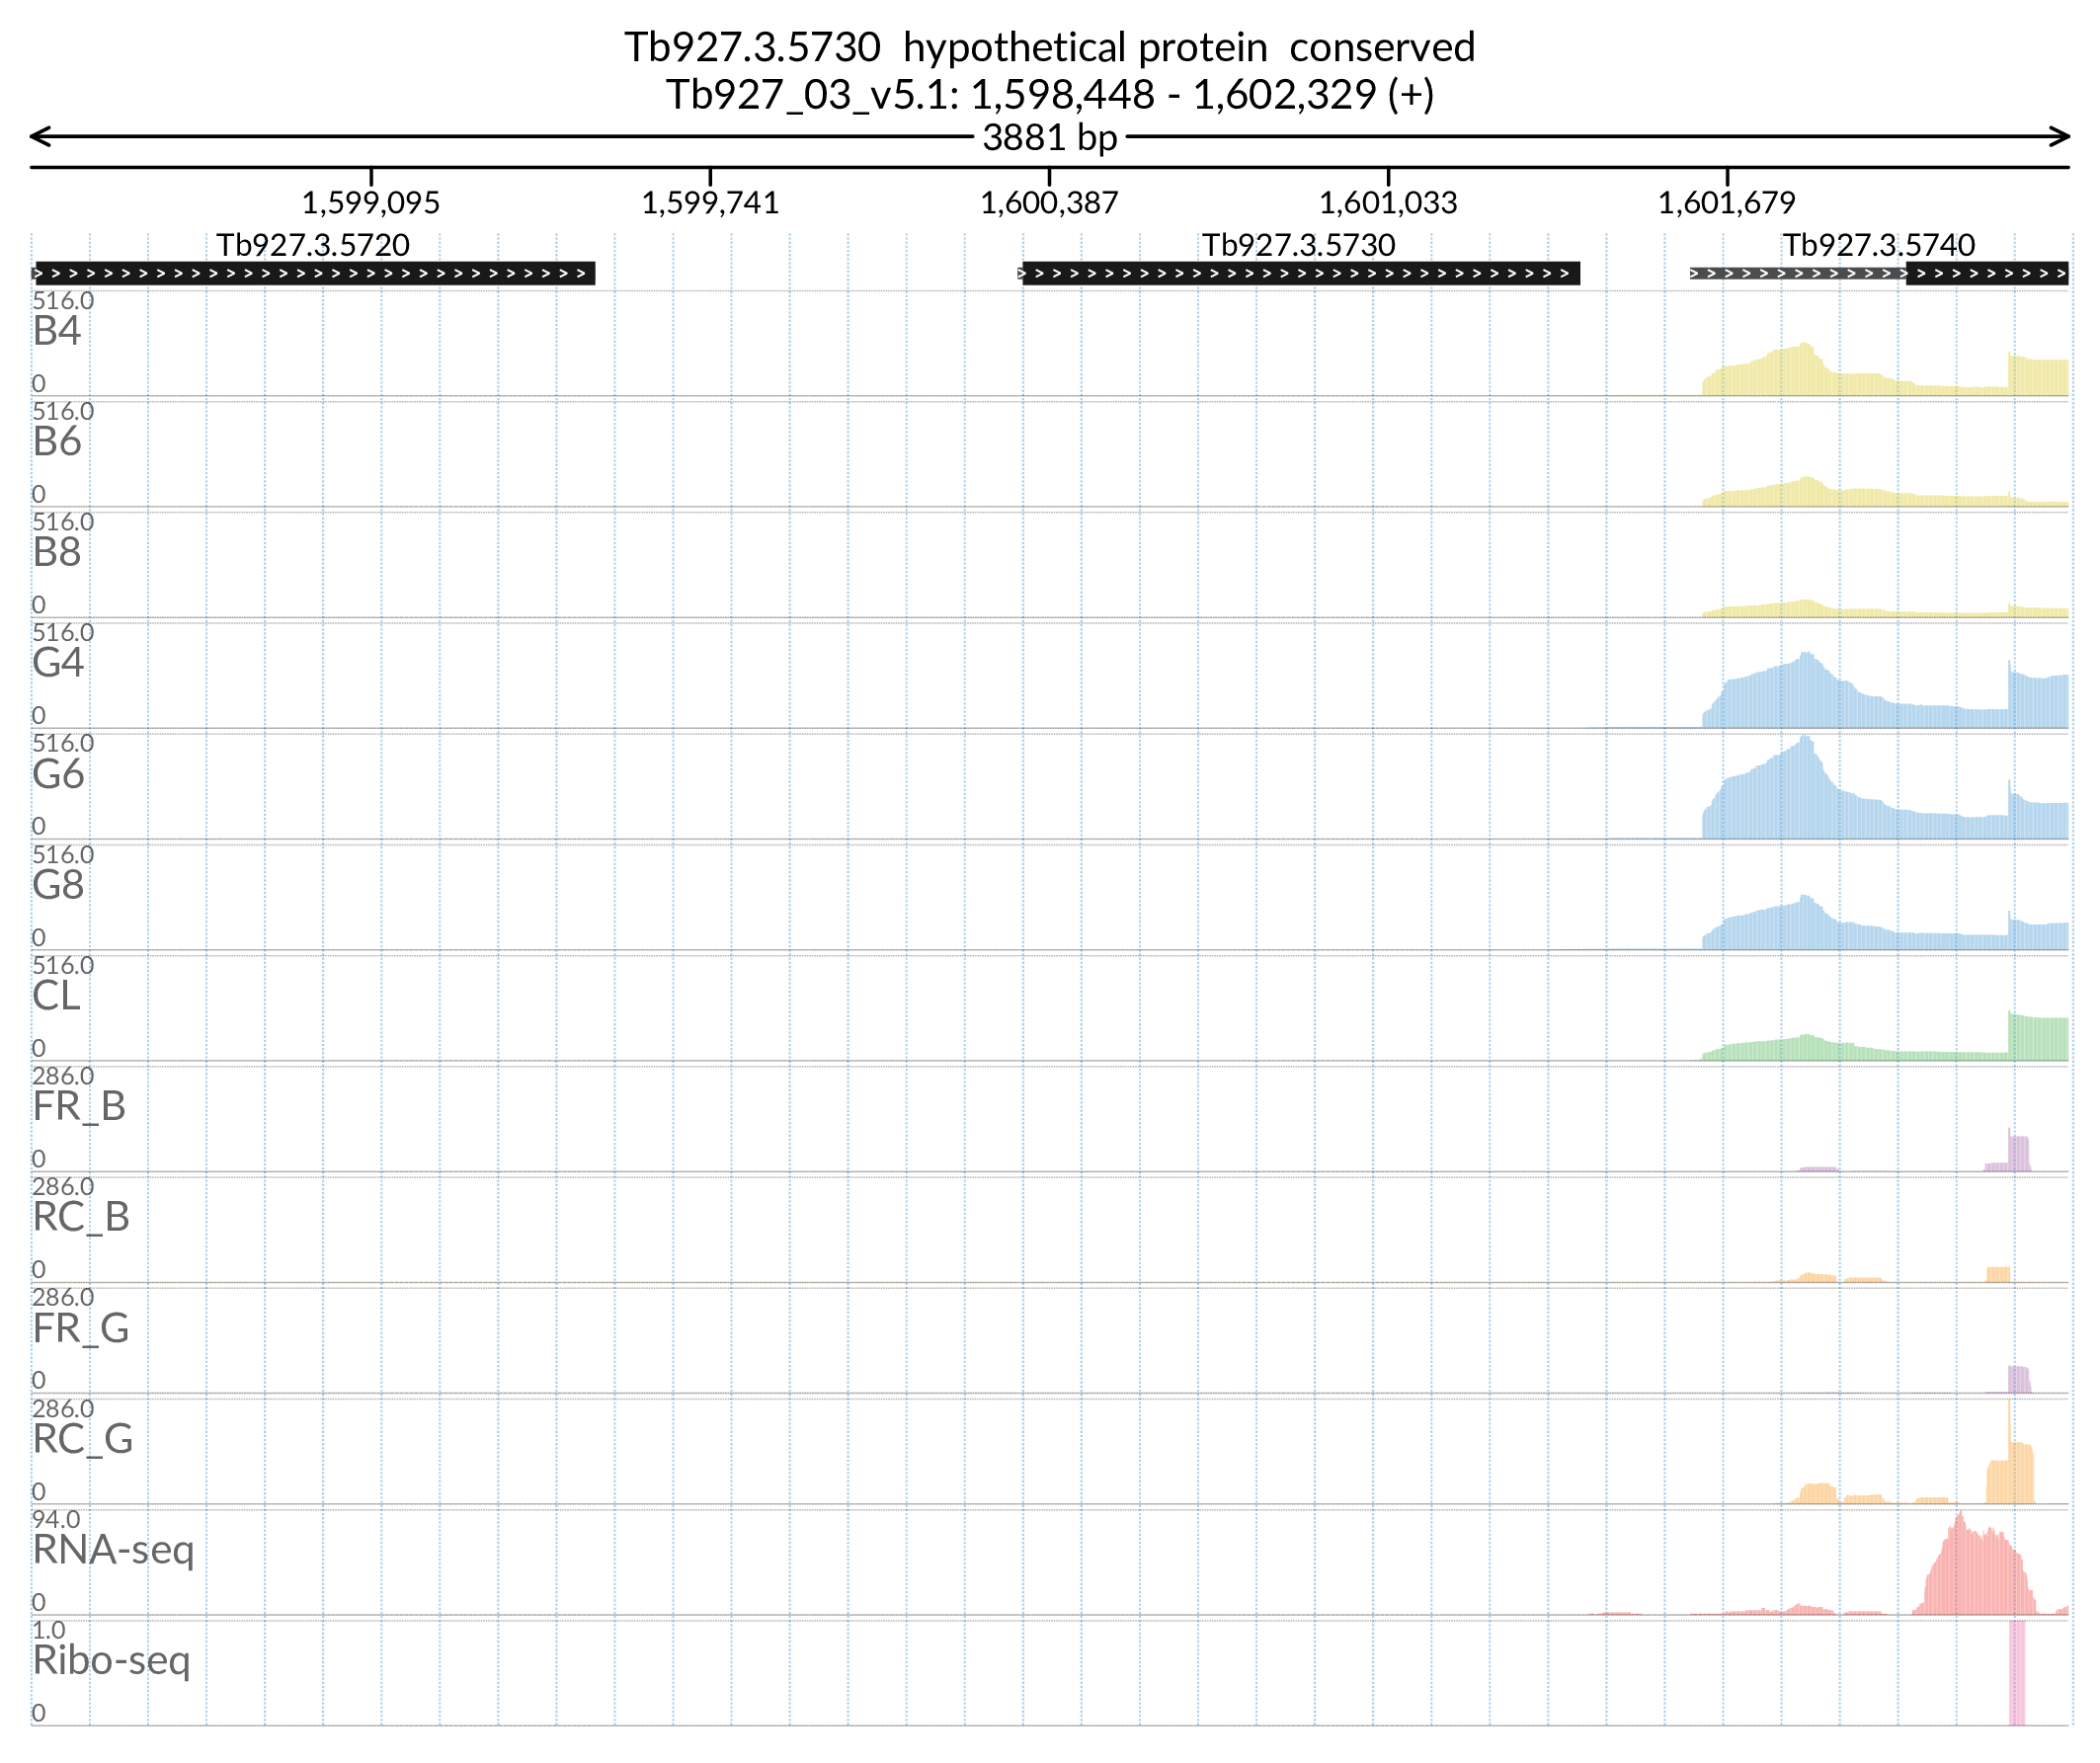 Tb927.3.5730  hypothetical protein  conserved
Tb927_03_v5.1: 1,598,448 - 1,602,329 (+)
3881 bp
1,599,095 1,599,741 1,600,387 1,601,033 1,601,679
Tb927.3.5720 Tb927.3.5730 Tb927.3.5740
516.0
B4
0
516.0
B6
0
516.0
B8
0
516.0
G4
0
516.0
G6
0
516.0
G8
0
516.0
CL
0
286.0
FR_B
0
286.0
RC_B
0
286.0
FR_G
0
286.0
RC_G
0
94.0
RNA-seq
0
1.0
Ribo-seq
0